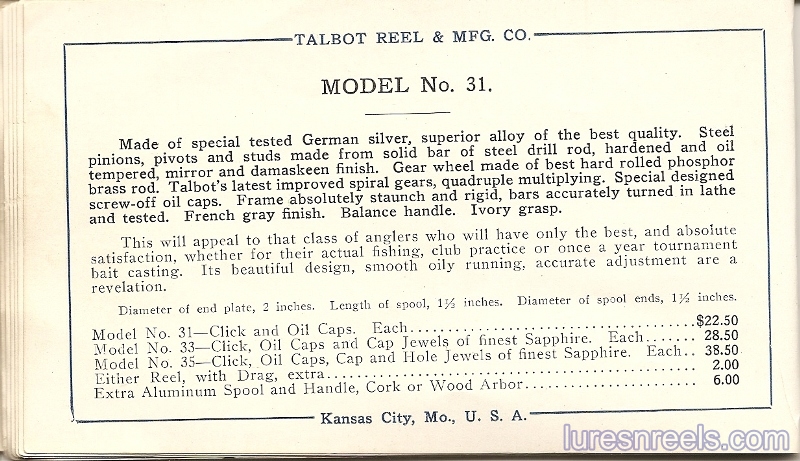 TALBOT REEL & MFG. CO.
MODEL No. 31.
Made of special tested German silver, superior alloy of the best quality. Steel
pinions, pivots and studs made from solid bar of steel drill rod, hardened and oil
tempered, mirror and damaskeen finish. Gear wheel made of best hard rolled phosphor
brass rod. Talbot's latest improved spiral gears, quadruple multiplying. Special designed
screw-off oil caps. Frame absolutely staunch and rigid, bars accurately turned in lathe
and tested. French gray finish. Balance handle. Ivory grasp.
This will appeal to that class of anglers who will have only the best, and absolute
satisfaction, whether for their actual fishing, club practice or once a year tournament
bait casting. Its beautiful design, smooth oily running, accurate adjustment are a
revelation.
Diameter of end plate, 2 inches. Length of spool, 1½ inches. Diameter of spool ends, 1½ inches.
Model No. 31—Click and Oil Caps. Each....................................$22.50
Model No. 33—Click, Oil Caps and Cap Jewels of finest Sapphire. Each....... 28.50
Model No. 35—Click, Oil Caps, Cap and Hole Jewels of finest Sapphire. Each.. 38.50
Either Reel, with Drag, extra................................................ 2.00
Extra Aluminum Spool and Handle, Cork or Wood Arbor...................... 6.00
Kansas City, Mo., U. S. A.
luresnreels.com